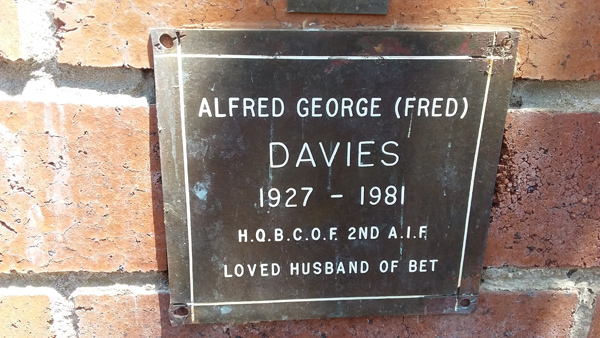 ALFRED GEORGE (FRED)
DAVIES
1927 - 1981
H.Q.B.C.O.F. 2ND A.I.F.
LOVED HUSBAND OF BET